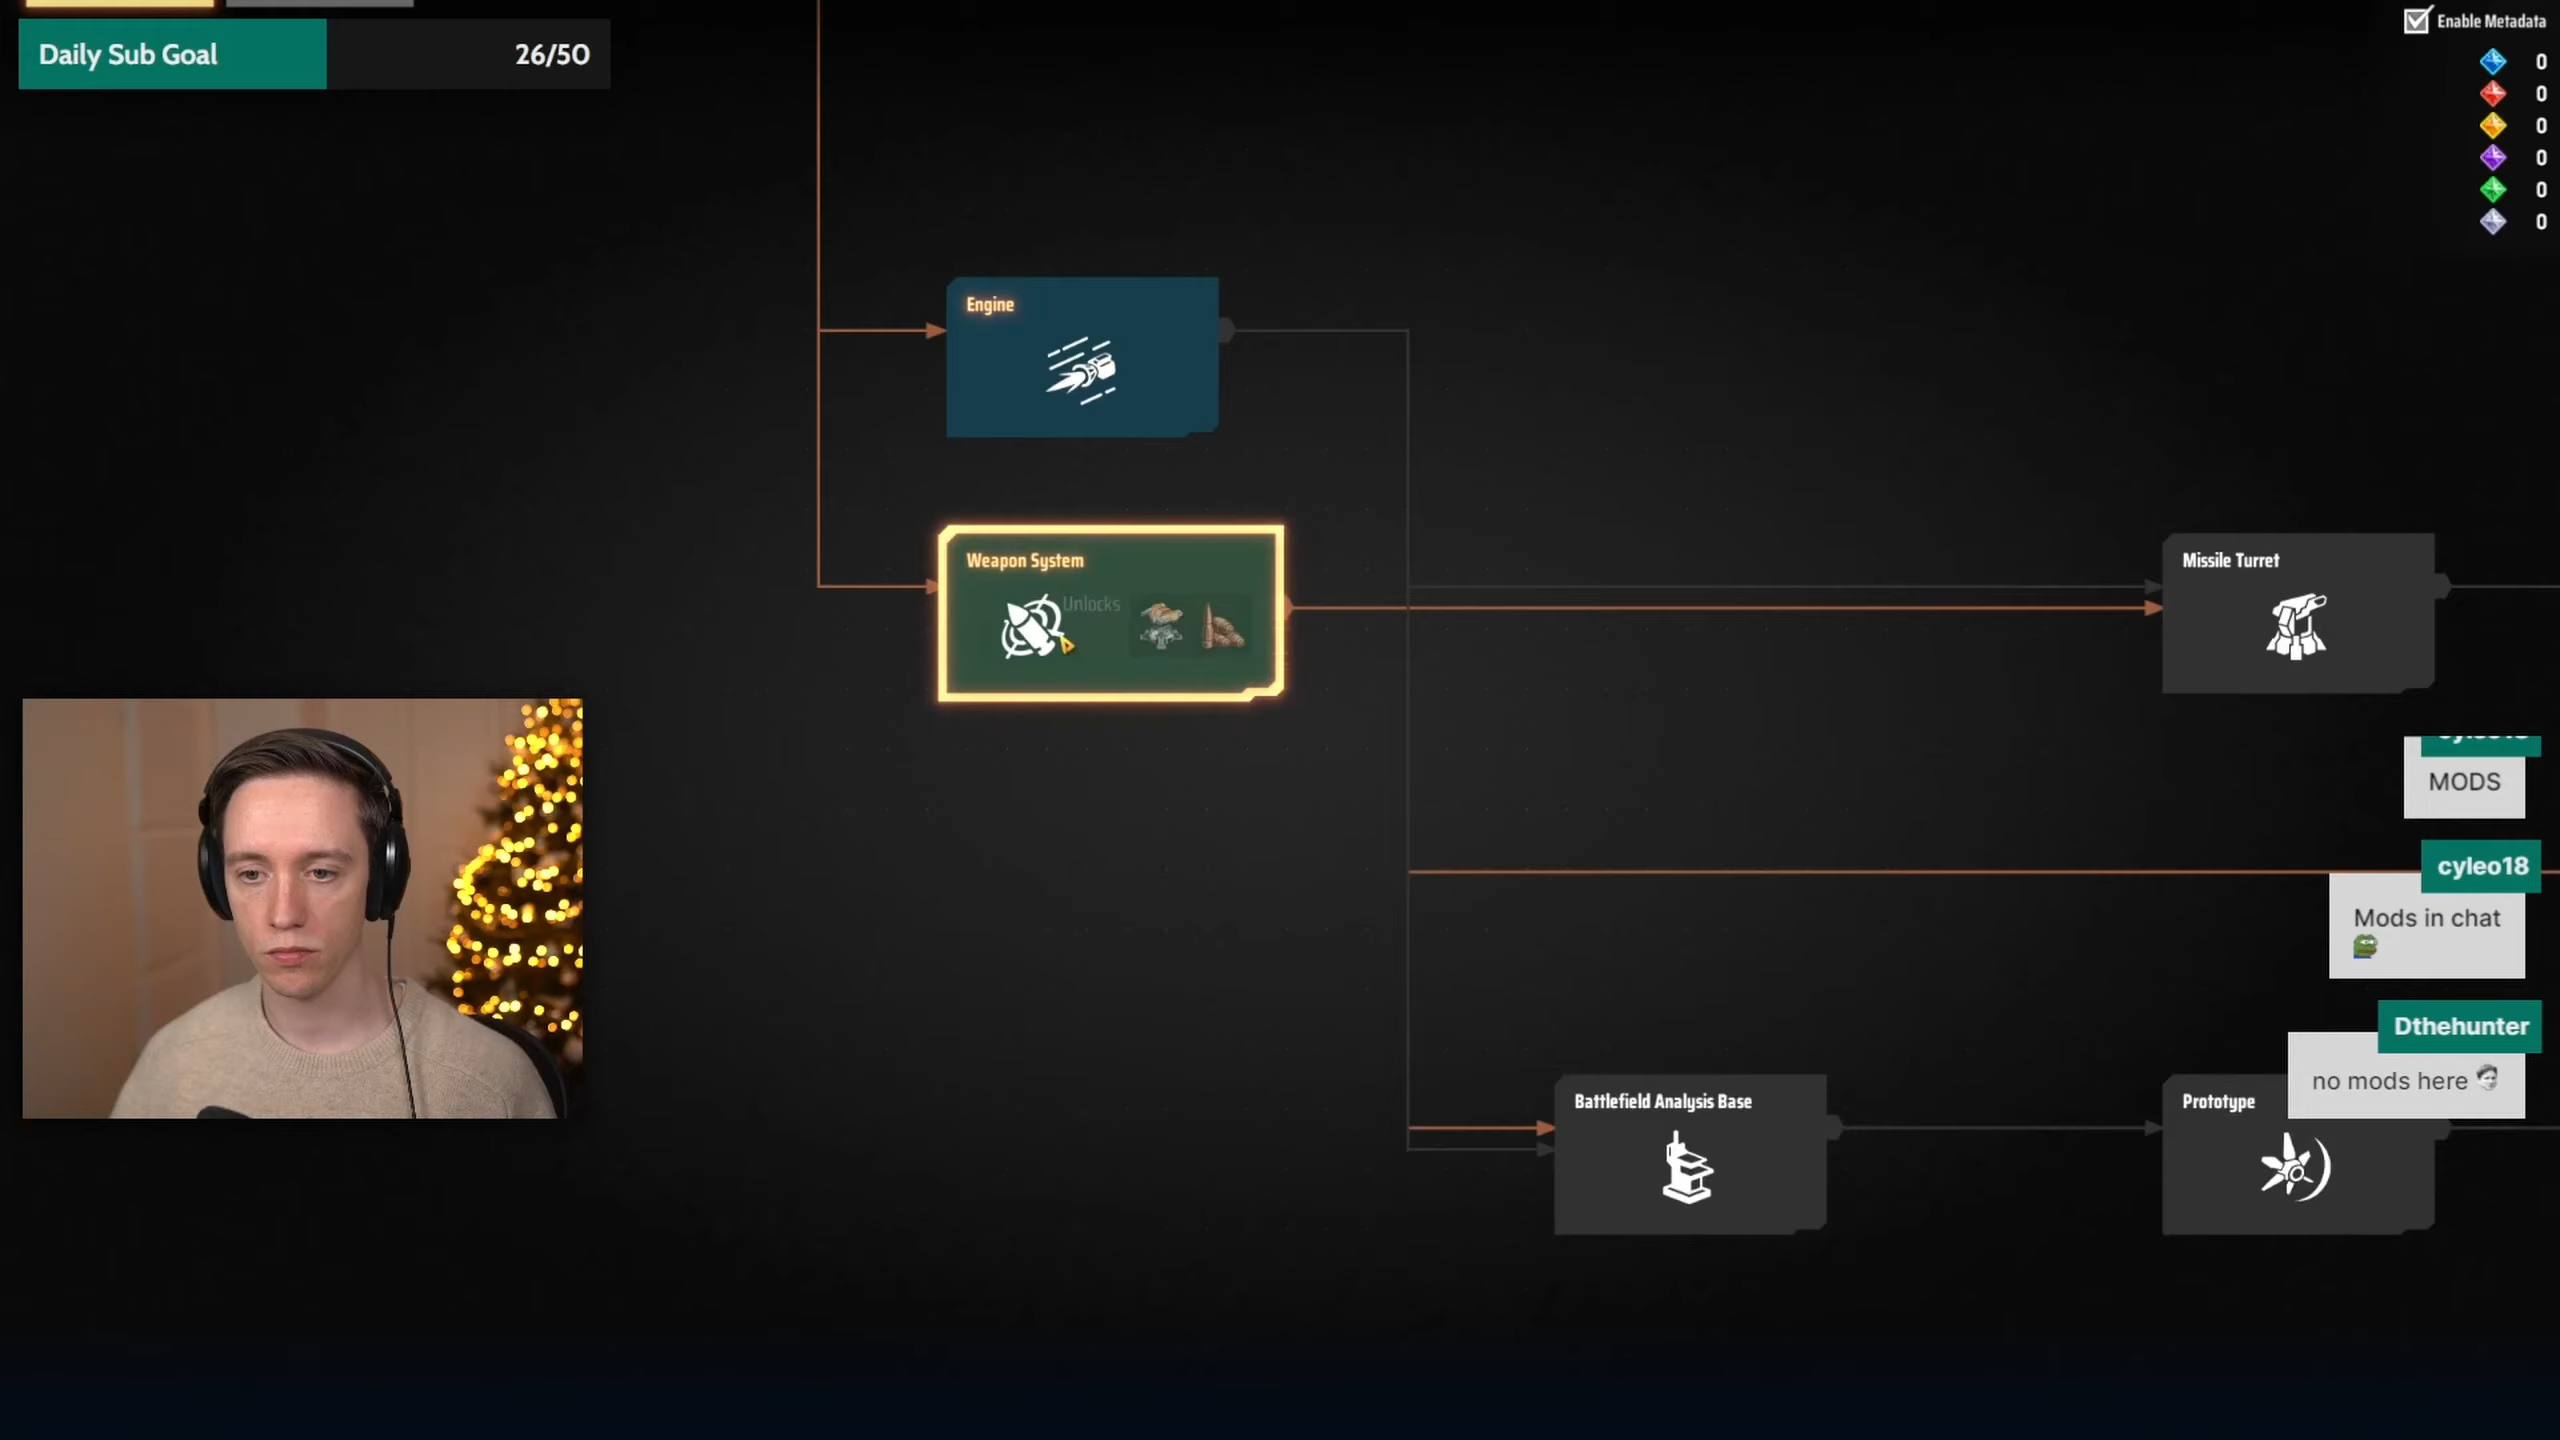 Daily Sub Goal
26/50
Enable Metadata
0
0
0
0
0
0
Engine
Weapon System
Unlocks
Missile Turret
MODS
cyleo18
Mods in chat
Dthehunter
no mods here
Battlefield Analysis Base
Prototype